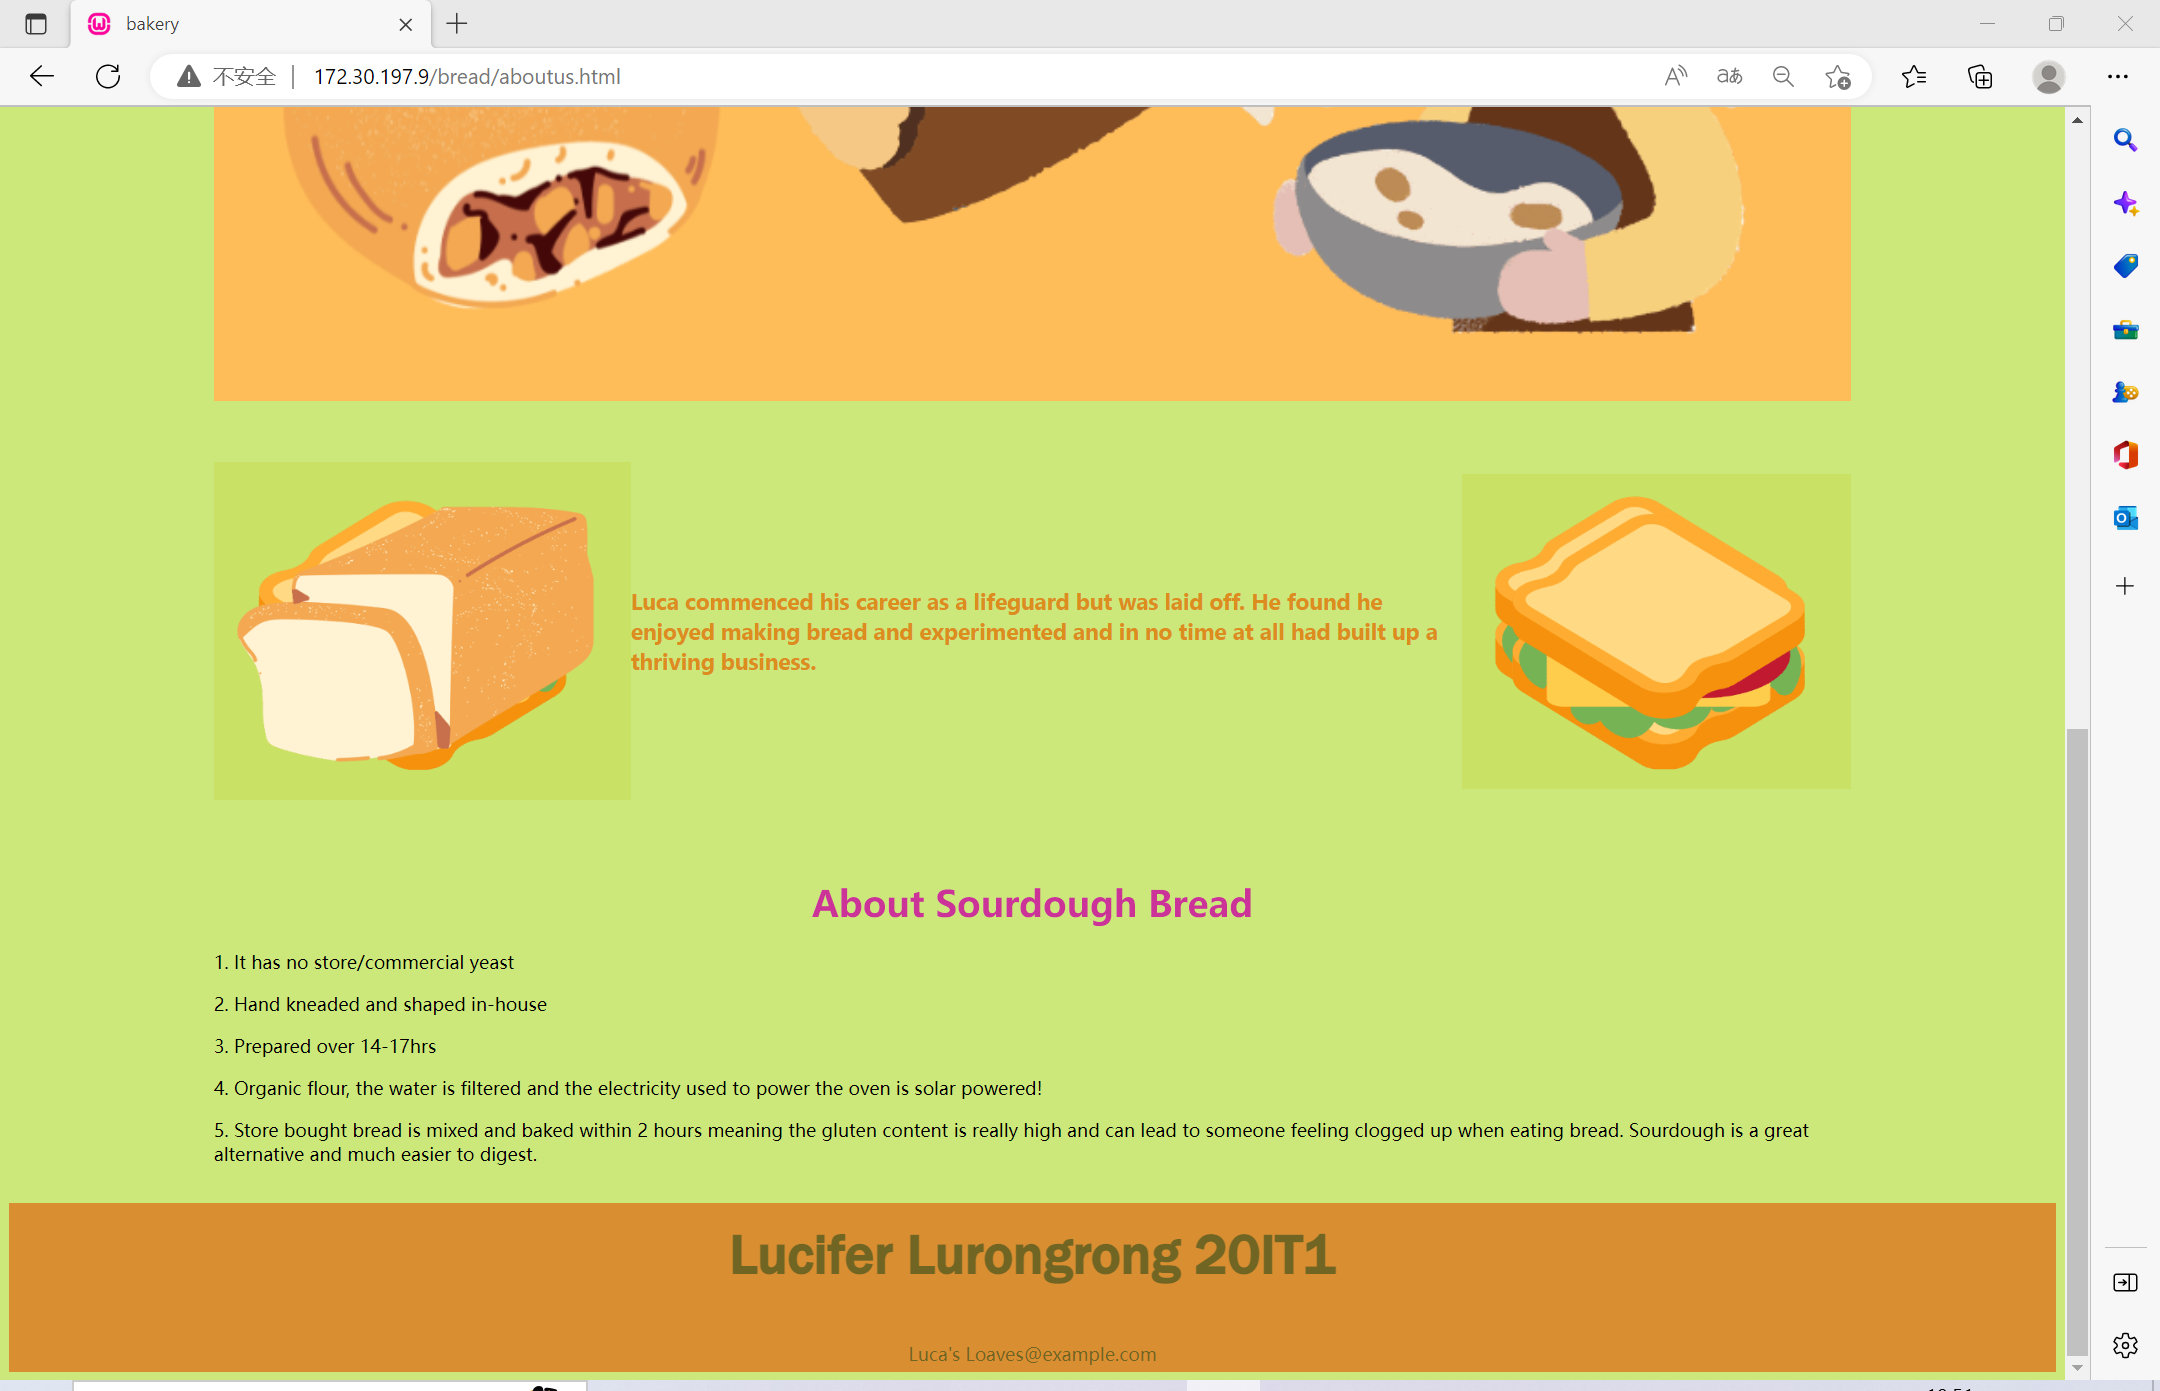 bakery
不安全
172.30.197.9/bread/aboutus.html
Luca commenced his career as a lifeguard but was laid off. He found he
enjoyed making bread and experimented and in no time at all had built up a
thriving business.
About Sourdough Bread
1. It has no store/commercial yeast
2. Hand kneaded and shaped in-house
3. Prepared over 14-17hrs
4. Organic flour, the water is filtered and the electricity used to power the oven is solar powered!
5. Store bought bread is mixed and baked within 2 hours meaning the gluten content is really high and can lead to someone feeling clogged up when eating bread. Sourdough is a great
alternative and much easier to digest.
Lucifer Lurongrong 20IT1
Luca's Loaves@example.com